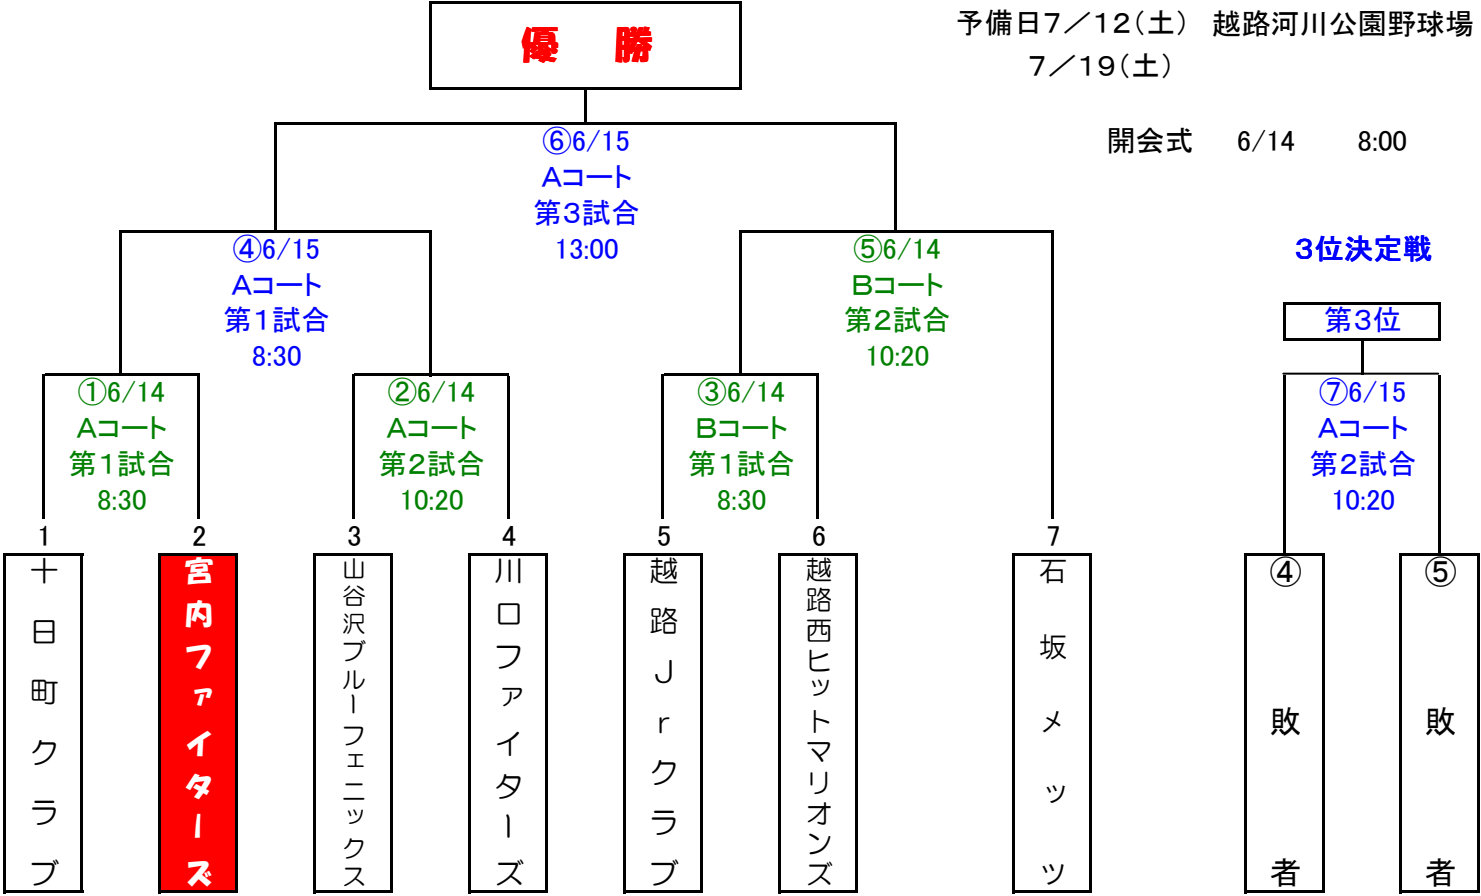 優　勝
予備日7／12(土)　越路河川公園野球場
7／19(土)
開会式　6/14　8:00
⑥6/15
Aコート
第3試合
13:00
④6/15
Aコート
第1試合
8:30
⑤6/14
Bコート
第2試合
10:20
3位決定戦
第3位
①6/14
Aコート
第1試合
8:30
②6/14
Aコート
第2試合
10:20
③6/14
Bコート
第1試合
8:30
⑦6/15
Aコート
第2試合
10:20
1
2
3
4
5
6
7
十日町クラブ
宮内ファイターズ
山谷沢ブルーフェニックス
川口ファイターズ
越路Jrクラブ
越路西ヒットマリオンズ
石坂メッツ
④敗者
⑤敗者